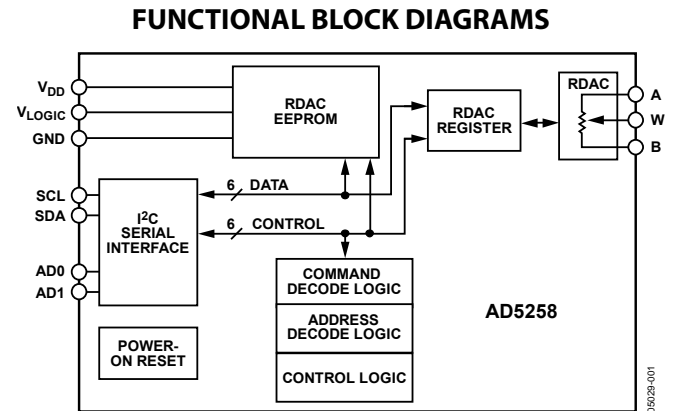 FUNCTIONAL BLOCK DIAGRAMS
VDD
VLOGIC
GND
SCL
SDA
AD0
AD1
RDAC
EEPROM
RDAC
REGISTER
RDAC
A
W
B
I2C
SERIAL
INTERFACE
6 DATA
6 CONTROL
COMMAND
DECODE LOGIC
ADDRESS
DECODE LOGIC
CONTROL LOGIC
POWER-
ON RESET
AD5258
05029-001